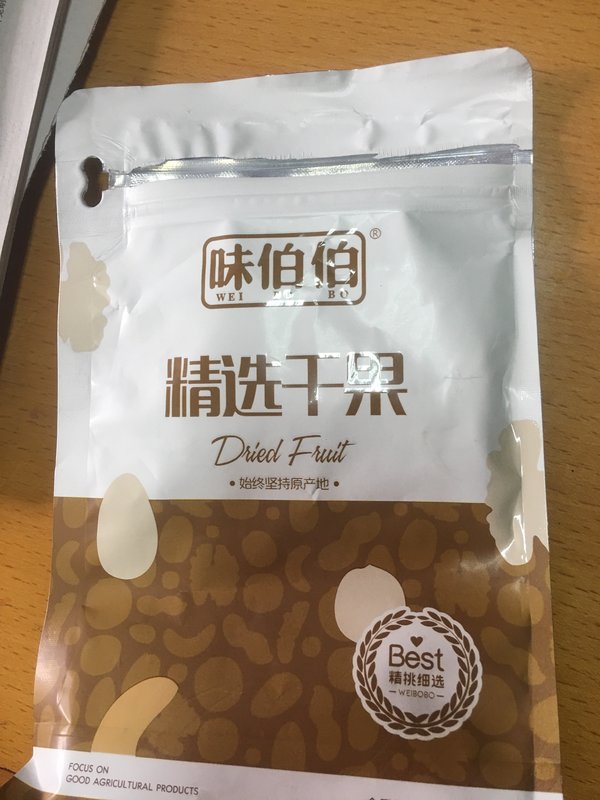 味伯伯®
WEI BO BO
精选干果
Dried Fruit
•始终坚持原产地•
Best
精挑细选
WEIBOBO
FOCUS ON
GOOD AGRICULTURAL PRODUCTS